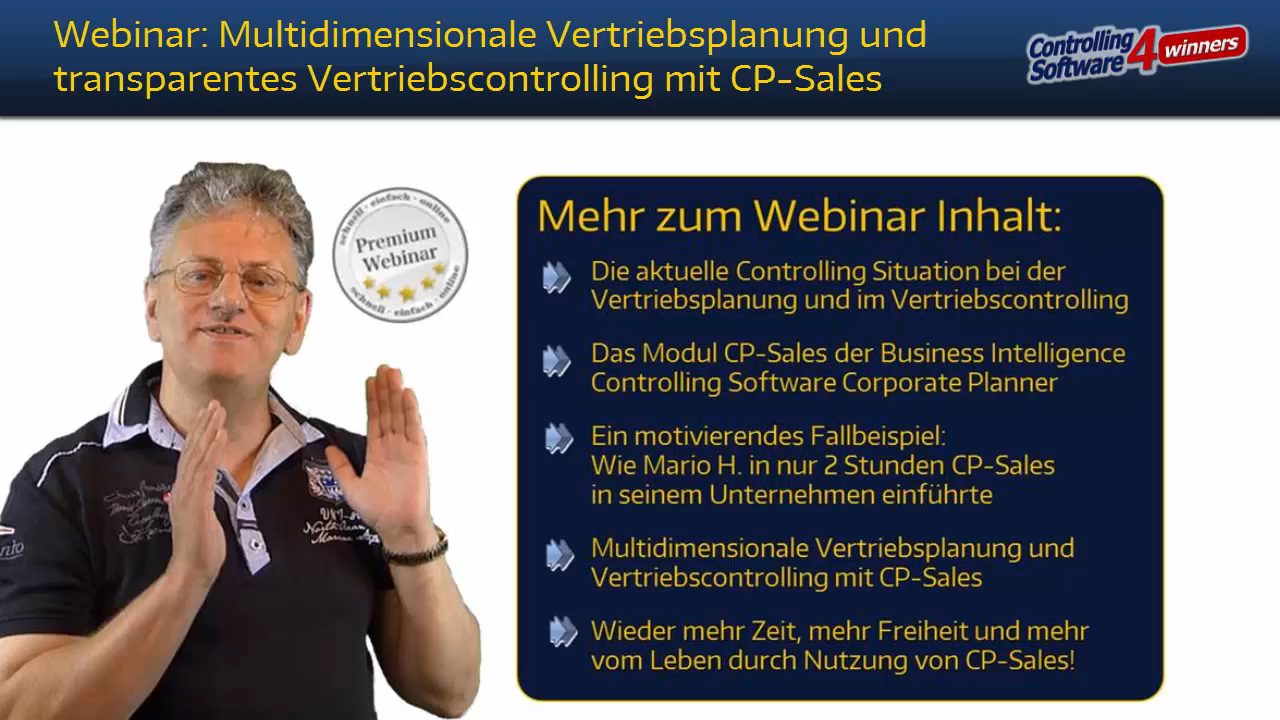 Webinar: Multidimensionale Vertriebsplanung und
transparentes Vertriebscontrolling mit CP-Sales
Controlling
Software 4 winners
schnell · einfach · online
Premium
Webinar
schnell · einfach · online
Mehr zum Webinar Inhalt:
Die aktuelle Controlling Situation bei der
Vertriebsplanung und im Vertriebscontrolling
Das Modul CP-Sales der Business Intelligence
Controlling Software Corporate Planner
Ein motivierendes Fallbeispiel:
Wie Mario H. in nur 2 Stunden CP-Sales
in seinem Unternehmen einführte
Multidimensionale Vertriebsplanung und
Vertriebscontrolling mit CP-Sales
Wieder mehr Zeit, mehr Freiheit und mehr
vom Leben durch Nutzung von CP-Sales!